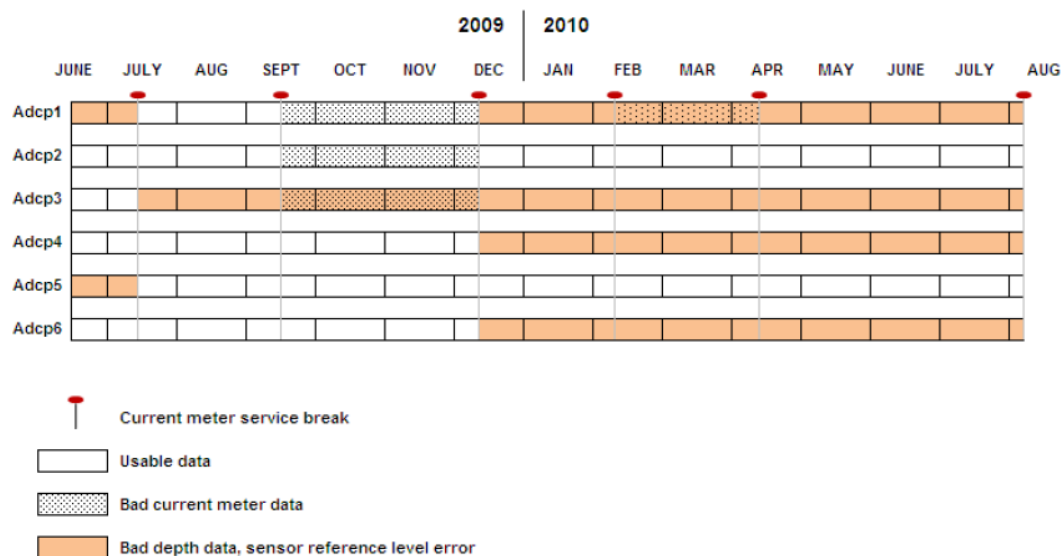 2009 2010
JUNE JULY AUG SEPT OCT NOV DEC JAN FEB MAR APR MAY JUNE JULY AUG
Adcp1
Adcp2
Adcp3
Adcp4
Adcp5
Adcp6
Current meter service break
Usable data
Bad current meter data
Bad depth data, sensor reference level error